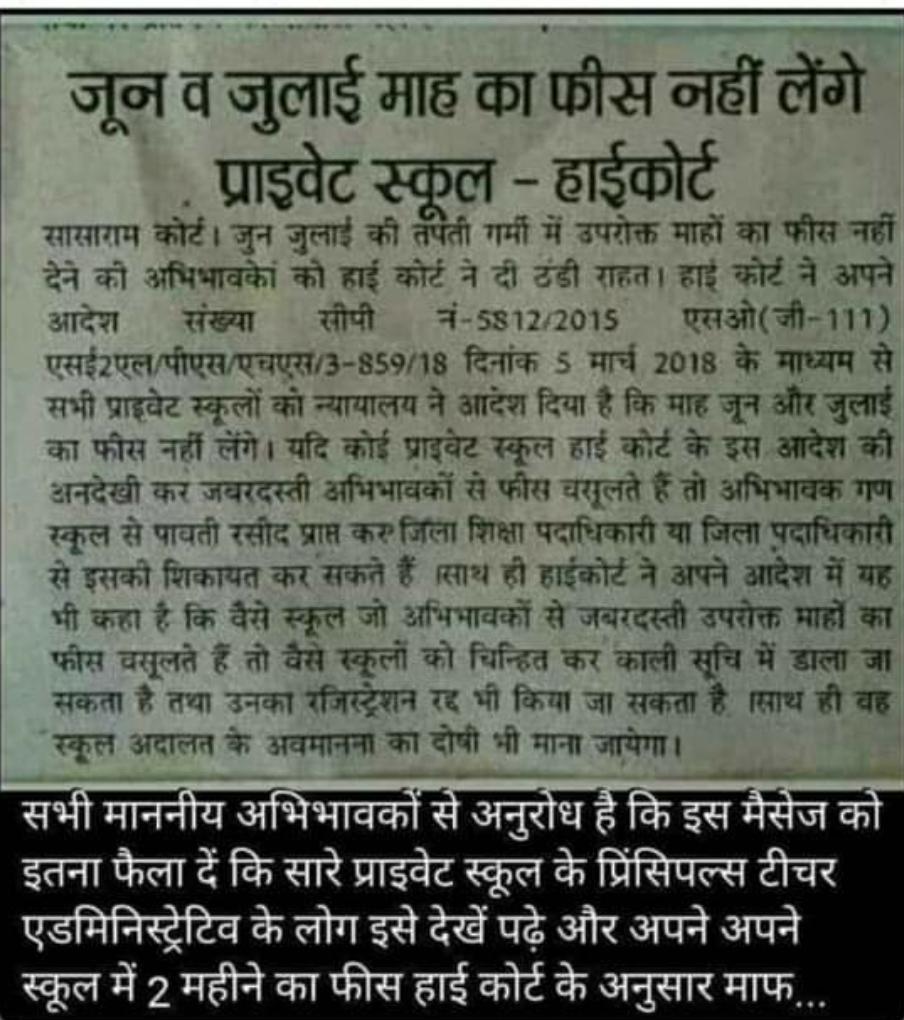 जून व जुलाई माह का फीस नहीं लेंगे
प्राइवेट स्कूल - हाईकोर्ट
सासाराम कोर्ट। जुन जुलाई की तपती गर्मी में उपरोक्त माहों का फीस नहीं
देने की अभिभावकों को हाई कोर्ट ने दी ठंडी राहत। हाई कोर्ट ने अपने
आदेश संख्या सीपी नं-5812/2015 एसओ(जी-111)
एसई2एल/पीएस/एचएस/3-859/18 दिनांक 5 मार्च 2018 के माध्यम से
सभी प्राइवेट स्कूलों को न्यायालय ने आदेश दिया है कि माह जून और जुलाई
का फीस नहीं लेंगे। यदि कोई प्राइवेट स्कूल हाई कोर्ट के इस आदेश की
अनदेखी कर जबरदस्ती अभिभावकों से फीस वसूलते हैं तो अभिभावक गण
स्कूल से पावती रसीद प्राप्त कर जिला शिक्षा पदाधिकारी या जिला पदाधिकारी
से इसकी शिकायत कर सकते हैं ।साथ ही हाईकोर्ट ने अपने आदेश में यह
भी कहा है कि वैसे स्कूल जो अभिभावकों से जबरदस्ती उपरोक्त माहों का
फीस वसूलते हैं तो वैसे स्कूलों को चिन्हित कर काली सूचि में डाला जा
सकता है तथा उनका रजिस्ट्रेशन रद्द भी किया जा सकता है ।साथ ही वह
स्कूल अदालत के अवमानना का दोषी भी माना जायेगा।
सभी माननीय अभिभावकों से अनुरोध है कि इस मैसेज को
इतना फैला दें कि सारे प्राइवेट स्कूल के प्रिंसिपल्स टीचर
एडमिनिस्ट्रेटिव के लोग इसे देखें पढ़े और अपने अपने
स्कूल में 2 महीने का फीस हाई कोर्ट के अनुसार माफ...